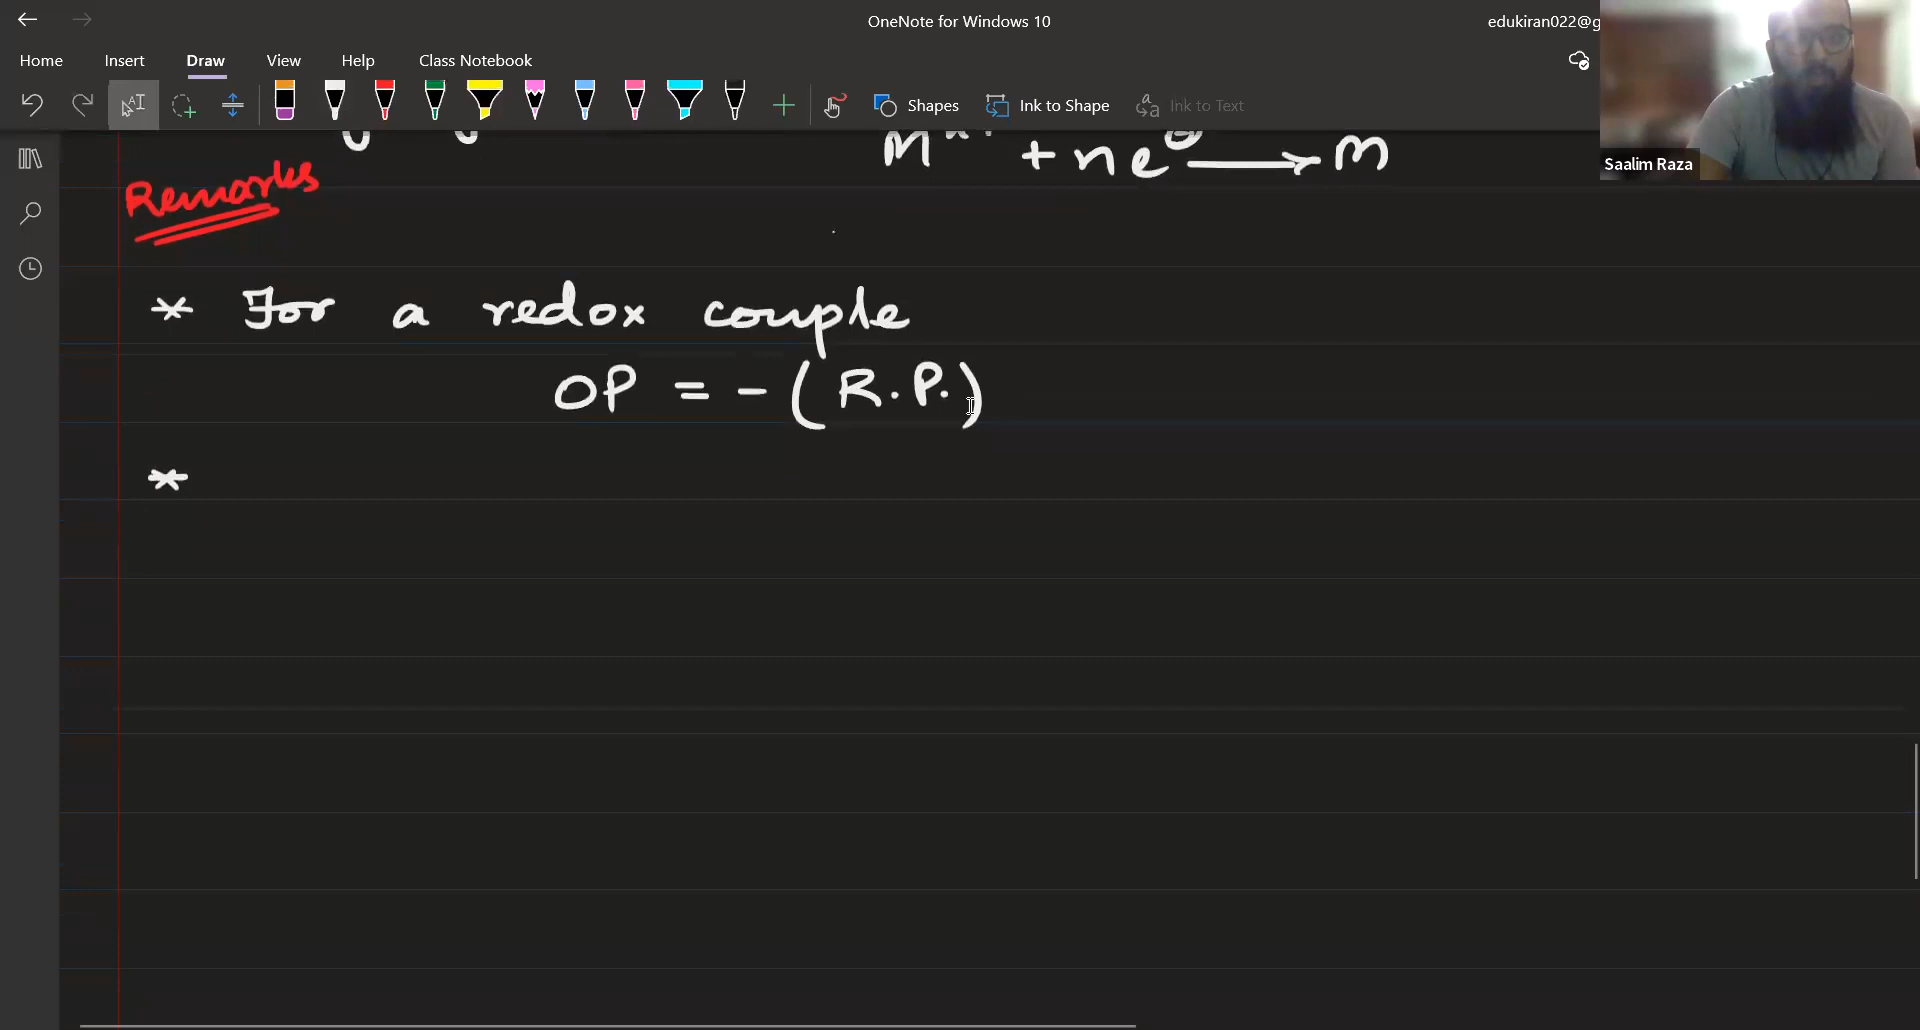 OneNote for Windows 10
edukiran022@g
Home Insert Draw View Help Class Notebook
Shapes Ink to Shape Ink to Text
+ ne⊖ → M
Saalim Raza
Remarks
* For a redox couple
OP = - ( R.P.)
*